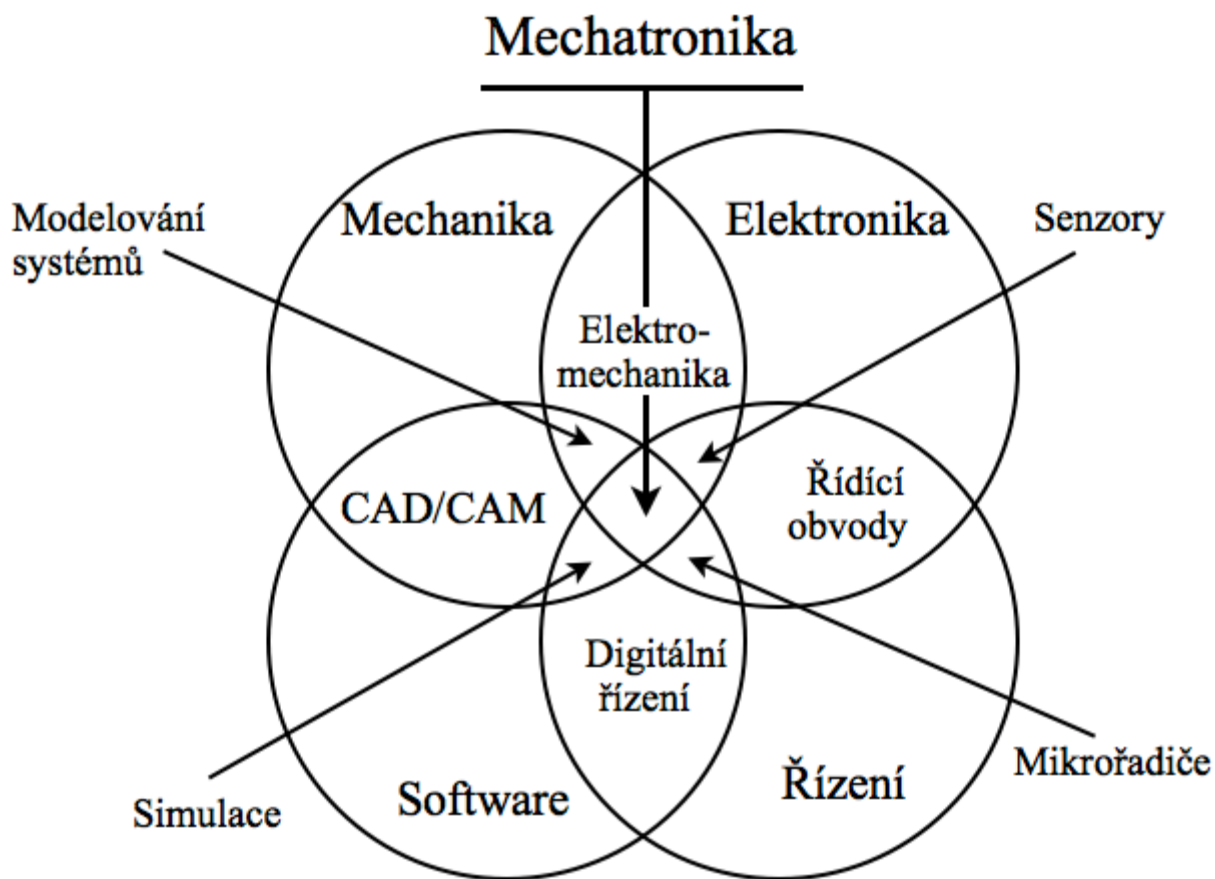 Mechatronika
Mechanika
Elektronika
Modelování
systémů
Senzory
Elektro-
mechanika
CAD/CAM
Řídící
obvody
Digitální
řízení
Mikrořadiče
Simulace
Software
Řízení